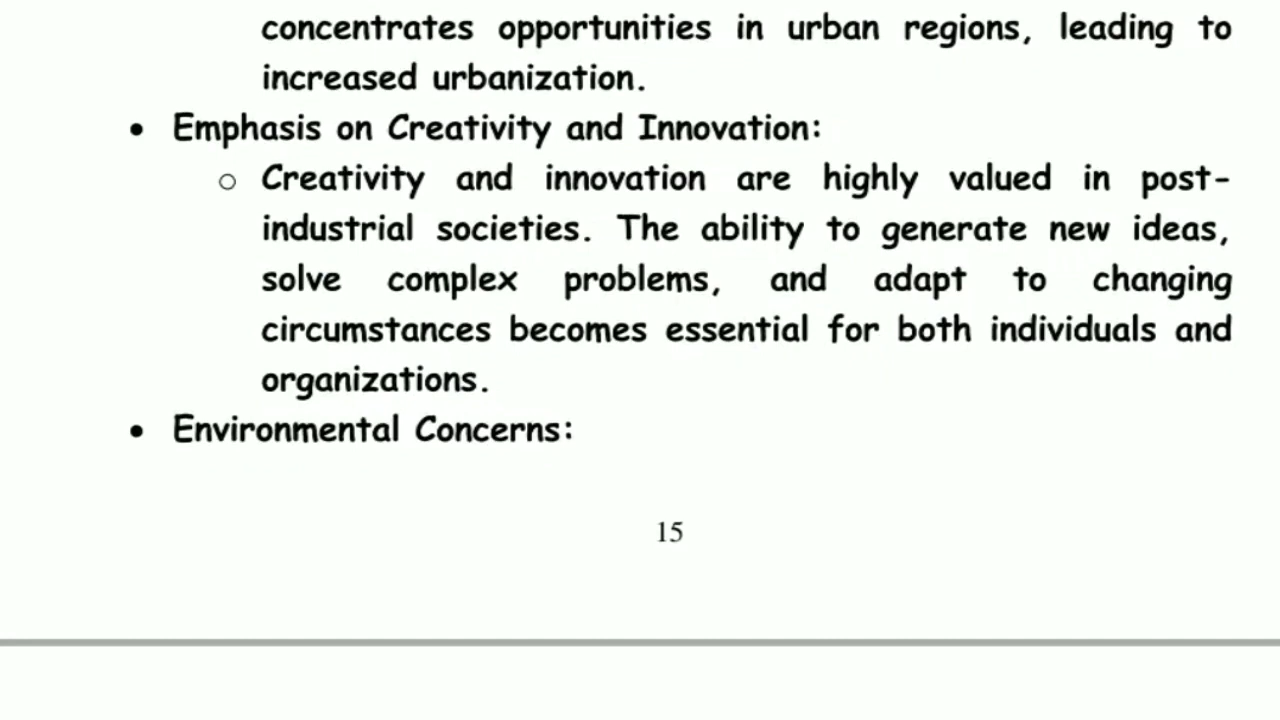 concentrates opportunities in urban regions, leading to
increased urbanization.
• Emphasis on Creativity and Innovation:
○ Creativity and innovation are highly valued in post-
industrial societies. The ability to generate new ideas,
solve complex problems, and adapt to changing
circumstances becomes essential for both individuals and
organizations.
• Environmental Concerns:
15